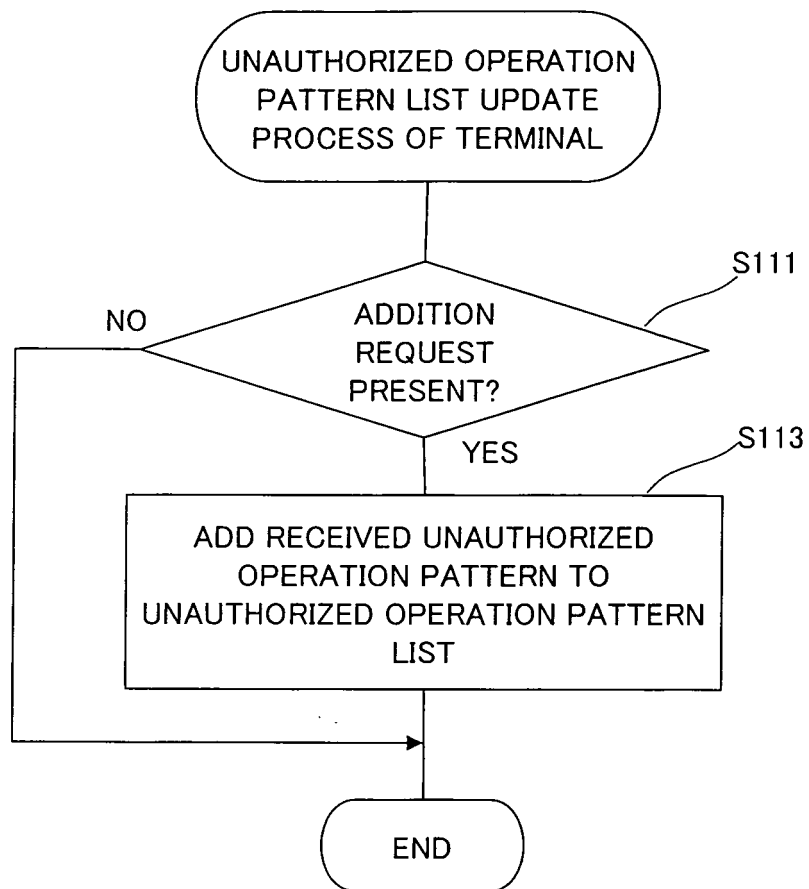 UNAUTHORIZED OPERATION
PATTERN LIST UPDATE
PROCESS OF TERMINAL
S111
NO
ADDITION
REQUEST
PRESENT?
YES
S113
ADD RECEIVED UNAUTHORIZED
OPERATION PATTERN TO
UNAUTHORIZED OPERATION PATTERN
LIST
END